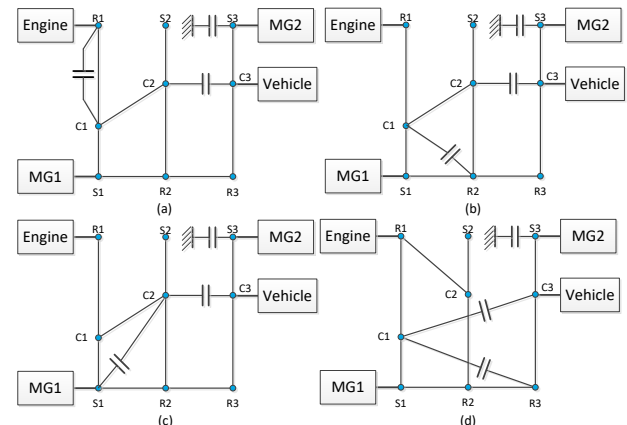 Engine R1 S2 S3 MG2
C2 C3 Vehicle
C1
MG1
S1 R2 R3
(a)
Engine R1 S2 S3 MG2
C2 C3 Vehicle
C1
MG1
S1 R2 R3
(b)
Engine R1 S2 S3 MG2
C2 C3 Vehicle
C1
MG1
S1 R2 R3
(c)
Engine R1 S2 S3 MG2
C2 C3 Vehicle
C1
MG1
S1 R2 R3
(d)